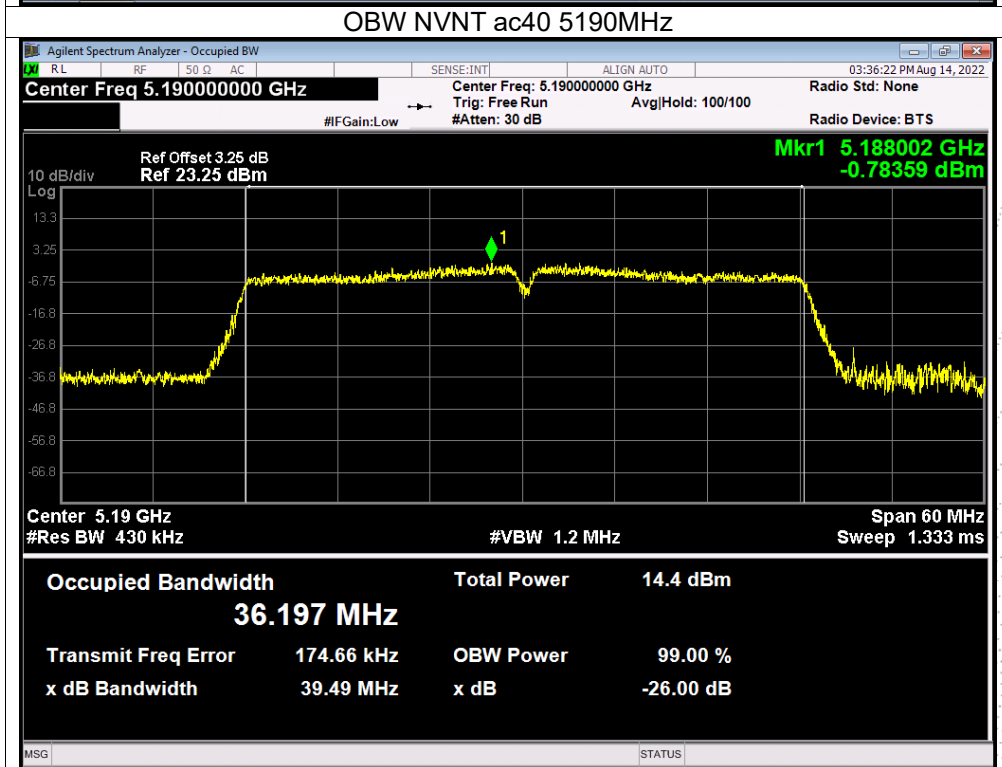 OBW NVNT ac40 5190MHz
Agilent Spectrum Analyzer - Occupied BW
LXI RL RF 50 Ω AC SENSE:INT ALIGN AUTO 03:36:22 PM Aug 14, 2022
Center Freq 5.190000000 GHz Center Freq: 5.190000000 GHz Radio Std: None
Trig: Free Run Avg|Hold: 100/100
#IFGain:Low #Atten: 30 dB Radio Device: BTS
Mkr1 5.188002 GHz
-0.78359 dBm
Ref Offset 3.25 dB
10 dB/div Ref 23.25 dBm
Log
13.3
1
3.25
-6.75
-16.8
-26.8
-36.8
-46.8
-56.8
-66.8
Center 5.19 GHz Span 60 MHz
#Res BW 430 kHz #VBW 1.2 MHz Sweep 1.333 ms
Occupied Bandwidth Total Power 14.4 dBm
36.197 MHz
Transmit Freq Error 174.66 kHz OBW Power 99.00 %
x dB Bandwidth 39.49 MHz x dB -26.00 dB
MSG STATUS